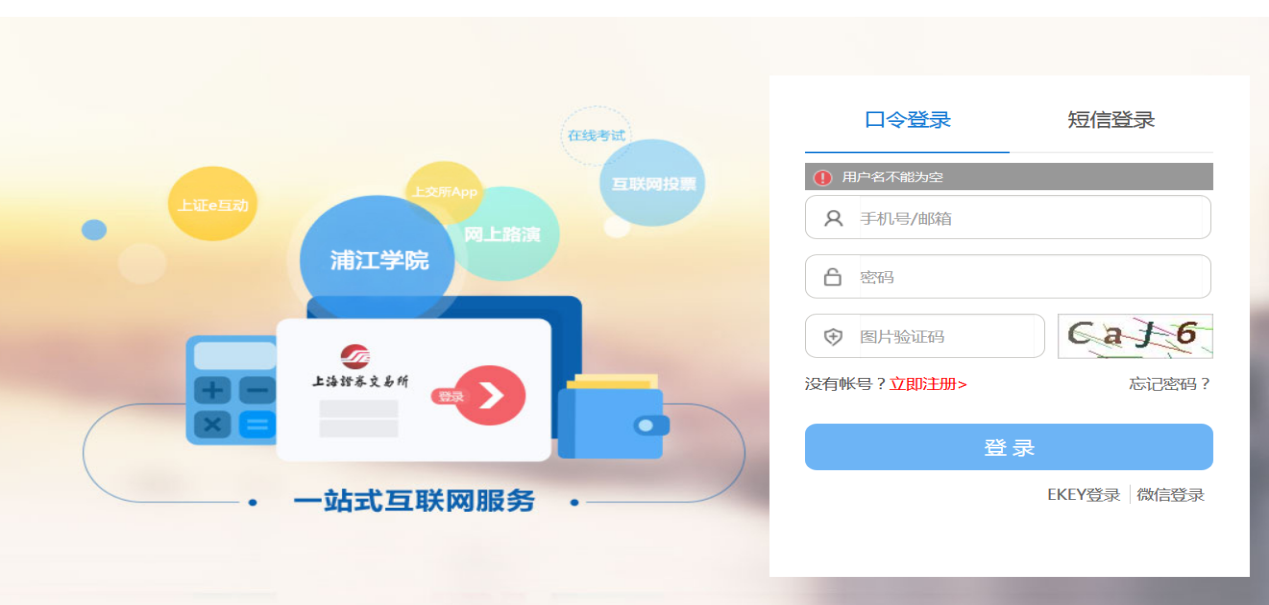 在线考试
互联网投票
上交所App
上证e互动
网上路演
浦江学院
上海證券交易所
登录
一站式互联网服务
口令登录 短信登录
用户名不能为空
手机号/邮箱
密码
图片验证码 CaJ6
没有帐号？立即注册> 忘记密码？
登 录
EKEY登录 微信登录